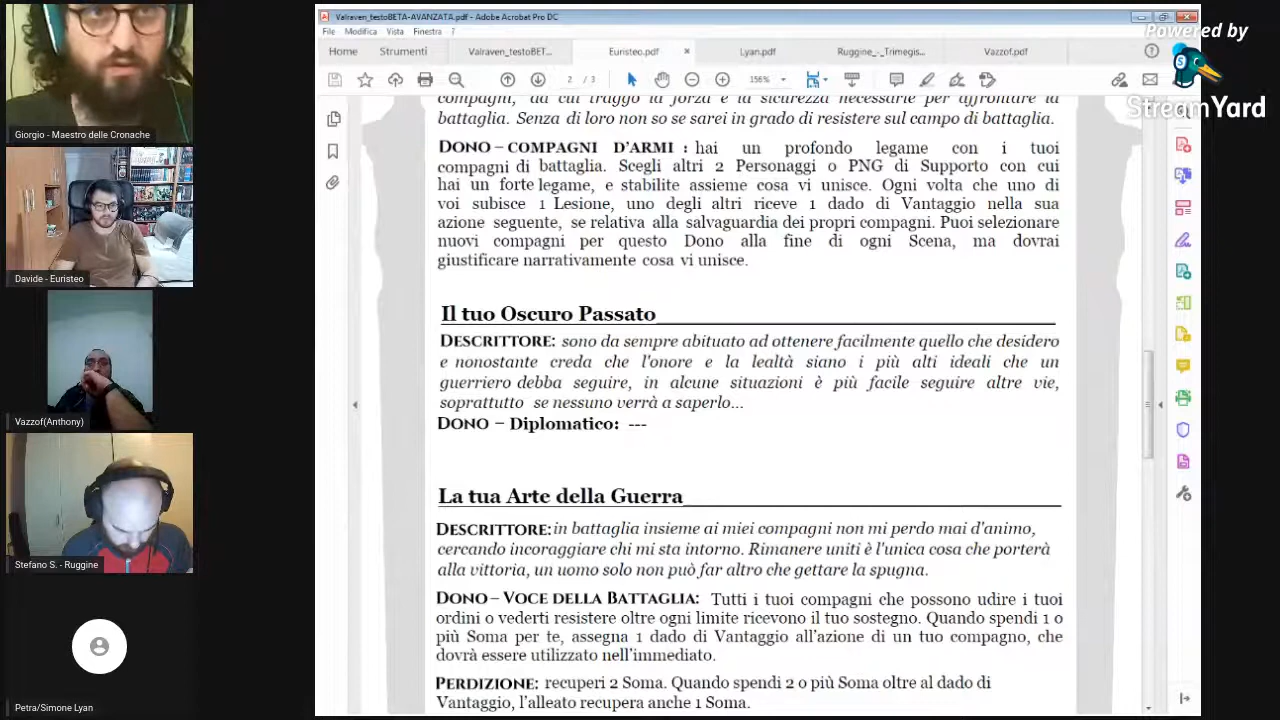 Giorgio - Maestro delle Cronache
Davide - Euristeo
Vazzof(Anthony)
Stefano S. - Ruggine
Petra/Simone Lyan
Valraven_testoBETA-AVANZATA.pdf - Adobe Acrobat Pro DC
File Modifica Vista Finestra ?
Home Strumenti Valraven_testoBET... Euristeo.pdf × Lyan.pdf Ruggine_-_Trimegis... Vazzof.pdf
2 / 3 156%
Powered by
StreamYard
compagni, da cui traggo la forza e la sicurezza necessarie per affrontare la
battaglia. Senza di loro non so se sarei in grado di resistere sul campo di battaglia.
DONO – COMPAGNI D'ARMI : hai un profondo legame con i tuoi
compagni di battaglia. Scegli altri 2 Personaggi o PNG di Supporto con cui
hai un forte legame, e stabilite assieme cosa vi unisce. Ogni volta che uno di
voi subisce 1 Lesione, uno degli altri riceve 1 dado di Vantaggio nella sua
azione seguente, se relativa alla salvaguardia dei propri compagni. Puoi selezionare
nuovi compagni per questo Dono alla fine di ogni Scena, ma dovrai
giustificare narrativamente cosa vi unisce.
Il tuo Oscuro Passato
DESCRITTORE: sono da sempre abituato ad ottenere facilmente quello che desidero
e nonostante creda che l'onore e la lealtà siano i più alti ideali che un
guerriero debba seguire, in alcune situazioni è più facile seguire altre vie,
soprattutto se nessuno verrà a saperlo...
DONO – Diplomatico: ---
La tua Arte della Guerra
DESCRITTORE: in battaglia insieme ai miei compagni non mi perdo mai d'animo,
cercando incoraggiare chi mi sta intorno. Rimanere uniti è l'unica cosa che porterà
alla vittoria, un uomo solo non può far altro che gettare la spugna.
DONO – VOCE DELLA BATTAGLIA: Tutti i tuoi compagni che possono udire i tuoi
ordini o vederti resistere oltre ogni limite ricevono il tuo sostegno. Quando spendi 1 o
più Soma per te, assegna 1 dado di Vantaggio all'azione di un tuo compagno, che
dovrà essere utilizzato nell'immediato.
PERDIZIONE: recuperi 2 Soma. Quando spendi 2 o più Soma oltre al dado di
Vantaggio, l'alleato recupera anche 1 Soma.